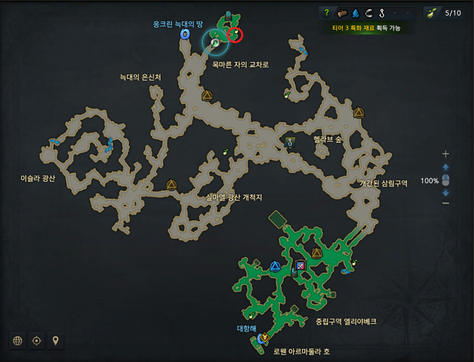 5/10
티어 3 특화 재료 획득 가능
웅크린 늑대의 땅
목마른 자의 교차로
늑대의 은신처
헬라브 숲
이슬라 광산
개간된 삼림구역
실마엘 광산 개척지
100%
중립구역 엘리아베크
대항해
로웬 아르마둘라 호